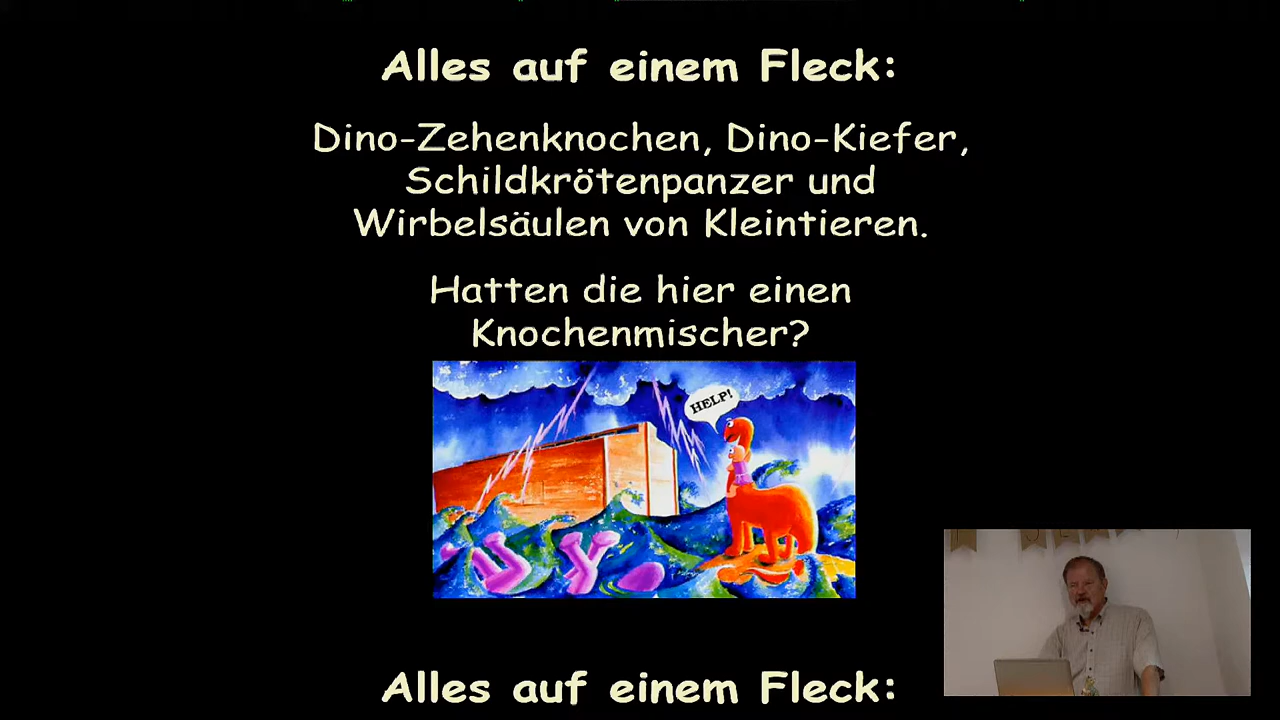 Alles auf einem Fleck:
Dino-Zehenknochen, Dino-Kiefer,
Schildkrötenpanzer und
Wirbelsäulen von Kleintieren.
Hatten die hier einen
Knochenmischer?
HELP!
Alles auf einem Fleck: